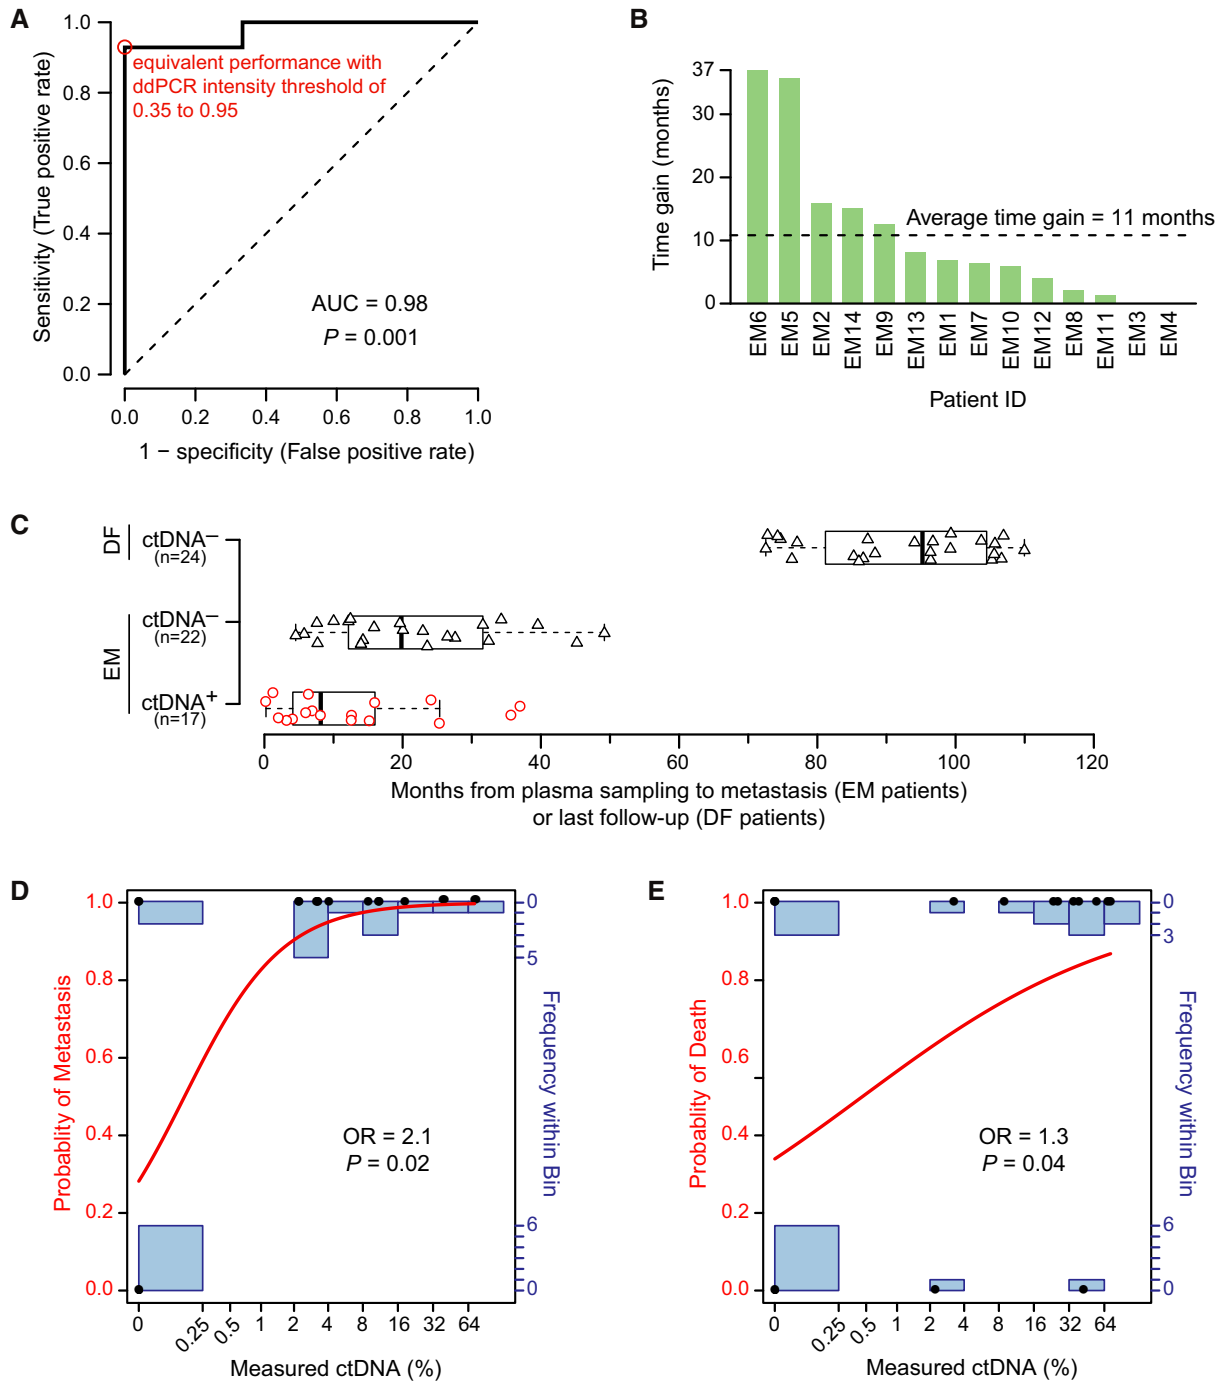 A
1.0
0.8
0.6
0.4
0.2
0.0
Sensitivity (True positive rate)
equivalent performance with
ddPCR intensity threshold of
0.35 to 0.95
AUC = 0.98
P = 0.001
0.0 0.2 0.4 0.6 0.8 1.0
1 − specificity (False positive rate)
B
37
30
20
10
0
Time gain (months)
Average time gain = 11 months
EM6 EM5 EM2 EM14 EM9 EM13 EM1 EM7 EM10 EM12 EM8 EM11 EM3 EM4
Patient ID
C
DF
ctDNA−
(n=24)
EM
ctDNA−
(n=22)
ctDNA+
(n=17)
0 20 40 60 80 100 120
Months from plasma sampling to metastasis (EM patients)
or last follow-up (DF patients)
D
1.0
0.8
0.6
0.4
0.2
0.0
Probablity of Metastasis
OR = 2.1
P = 0.02
0
5
6
0
Frequency within Bin
0 0.25 0.5 1 2 4 8 16 32 64
Measured ctDNA (%)
E
1.0
0.8
0.6
0.4
0.2
0.0
Probablity of Death
OR = 1.3
P = 0.04
0
3
6
0
Frequency within Bin
0 0.25 0.5 1 2 4 8 16 32 64
Measured ctDNA (%)